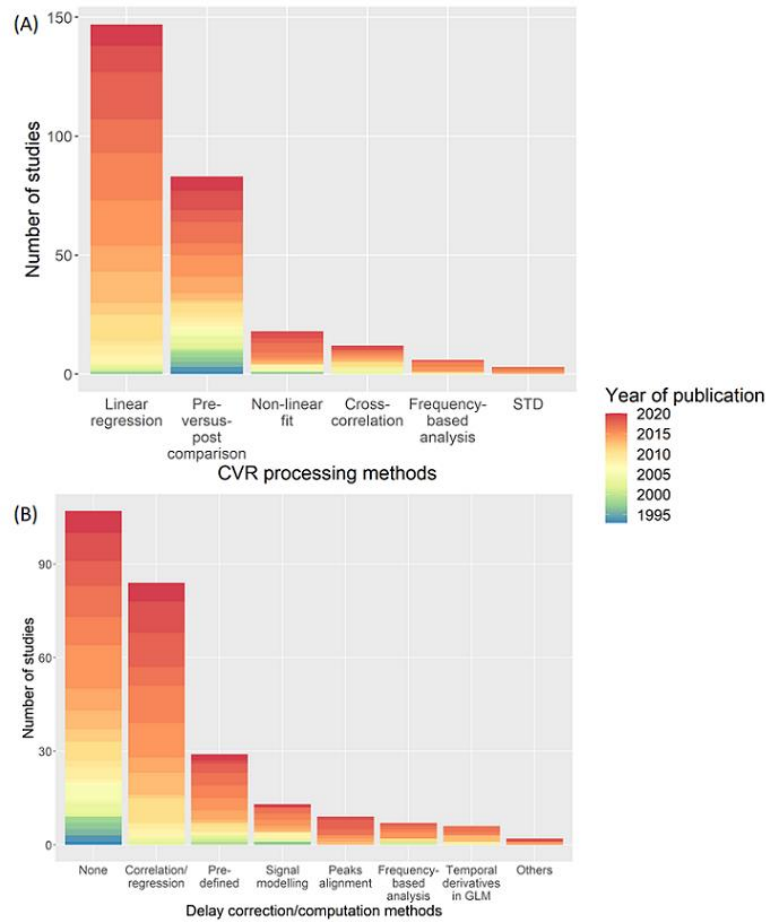 (A)
150
100
50
0
Number of studies
Linear
regression
Pre-
versus-
post
comparison
Non-linear
fit
Cross-
correlation
Frequency-
based
analysis
STD
CVR processing methods
Year of publication
2020
2015
2010
2005
2000
1995
(B)
90
60
30
0
Number of studies
None
Correlation/
regression
Pre-
defined
Signal
modelling
Peaks
alignment
Frequency-
based
analysis
Temporal
derivatives
in GLM
Others
Delay correction/computation methods